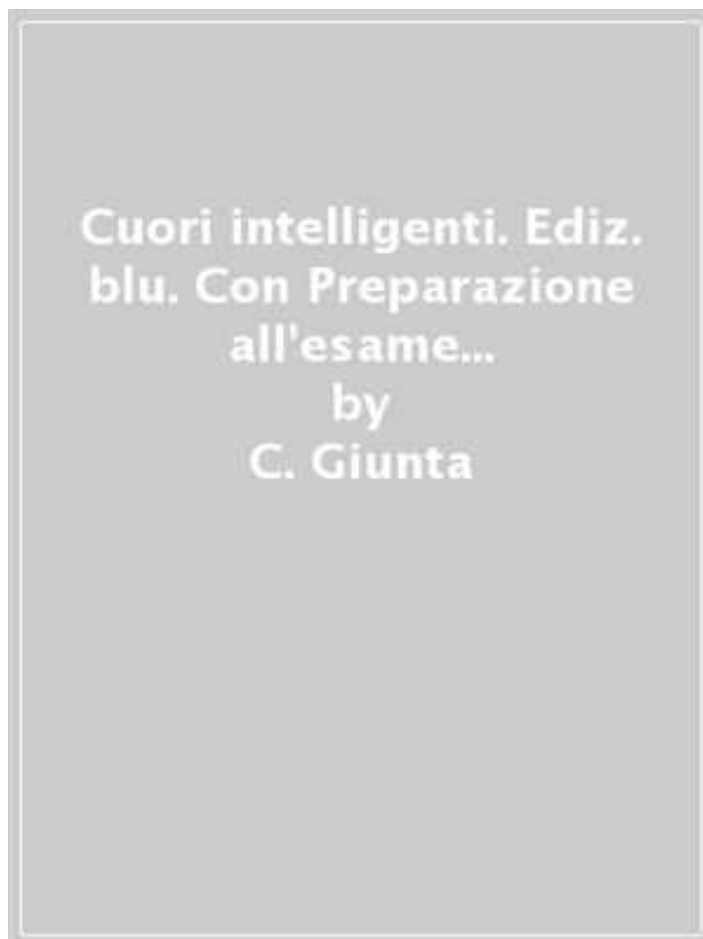 Cuori intelligenti. Ediz.
blu. Con Preparazione
all'esame...
by
C. Giunta